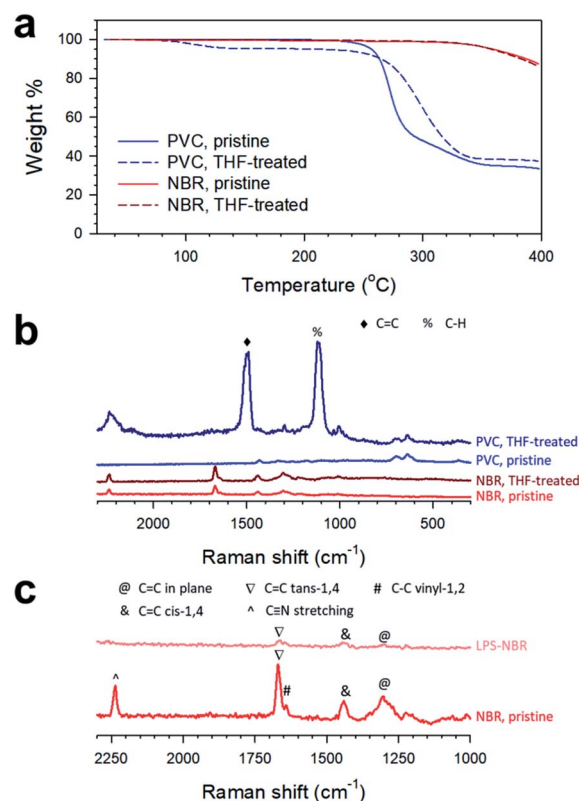 a
100
80
60
40
20
0
Weight %
PVC, pristine
PVC, THF-treated
NBR, pristine
NBR, THF-treated
0 100 200 300 400
Temperature (°C)
b
♦ C=C % C-H
♦
%
PVC, THF-treated
PVC, pristine
NBR, THF-treated
NBR, pristine
2000 1500 1000 500
Raman shift (cm⁻¹)
c
@ C=C in plane ▽ C=C tans-1,4 # C-C vinyl-1,2
& C=C cis-1,4 ^ C≡N stretching
▽ & @
LPS-NBR
^ ▽ # & @
NBR, pristine
2250 2000 1750 1500 1250 1000
Raman shift (cm⁻¹)